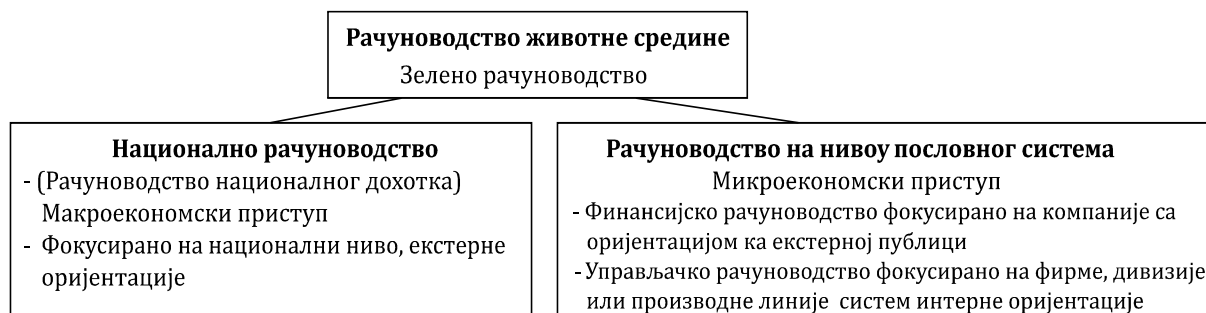 Рачуноводство животне средине
Зелено рачуноводство
Национално рачуноводство
- (Рачуноводство националног дохотка)
Макроекономски приступ
- Фокусирано на национални ниво, екстерне
оријентације
Рачуноводство на нивоу пословног система
Микроекономски приступ
- Финансијско рачуноводство фокусирано на компаније са
оријентацијом ка екстерној публици
- Управљачко рачуноводство фокусирано на фирме, дивизије
или производне линије систем интерне оријентације